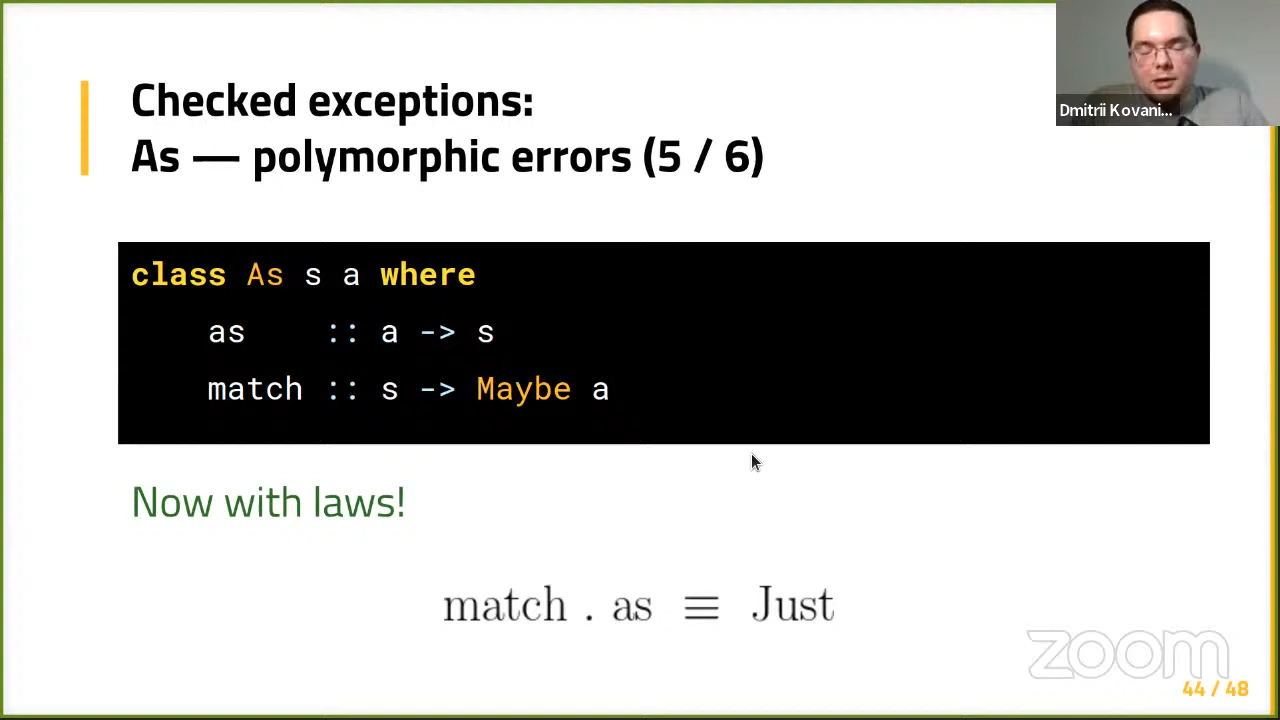 Checked exceptions:
As — polymorphic errors (5 / 6)
Dmitrii Kovani...
class As s a where
as :: a -> s
match :: s -> Maybe a
Now with laws!
match . as ≡ Just
zoom
44 / 48